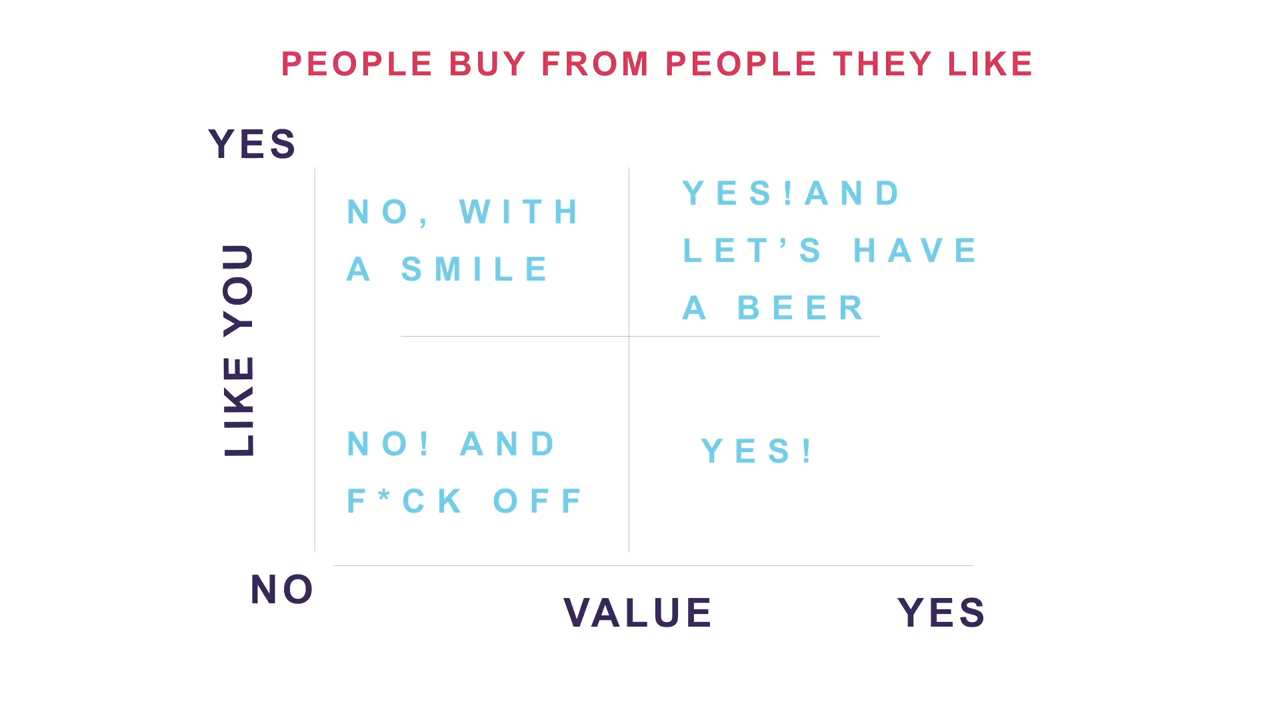 PEOPLE BUY FROM PEOPLE THEY LIKE
YES
NO, WITH
A SMILE
YES!AND
LET’S HAVE
A BEER
LIKE YOU
NO! AND
F*CK OFF
YES!
NO
VALUE
YES